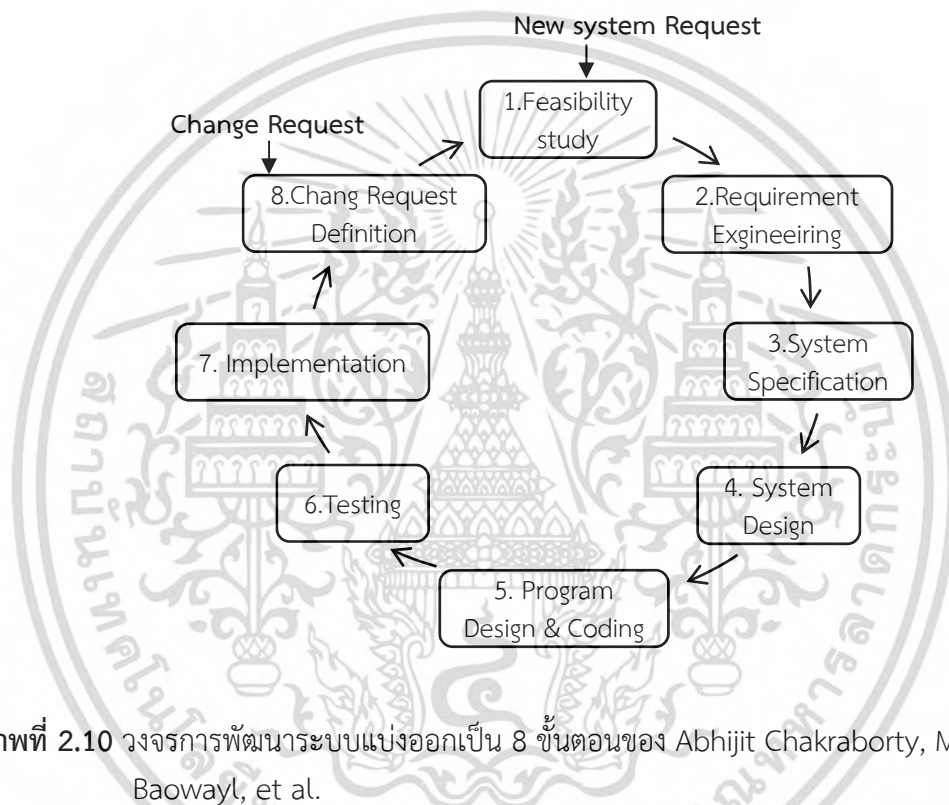 New system Request
1.Feasibility
study
Change Request
8.Chang Request
Definition
2.Requirement
Exgineeiring
7. Implementation
3.System
Specification
6.Testing
4. System
Design
5. Program
Design & Coding
าพที่ 2.10 วงจรการพัฒนาระบบแบ่งออกเป็น 8 ขั้นตอนของ Abhijit Chakraborty, M
Baowayl, et al.